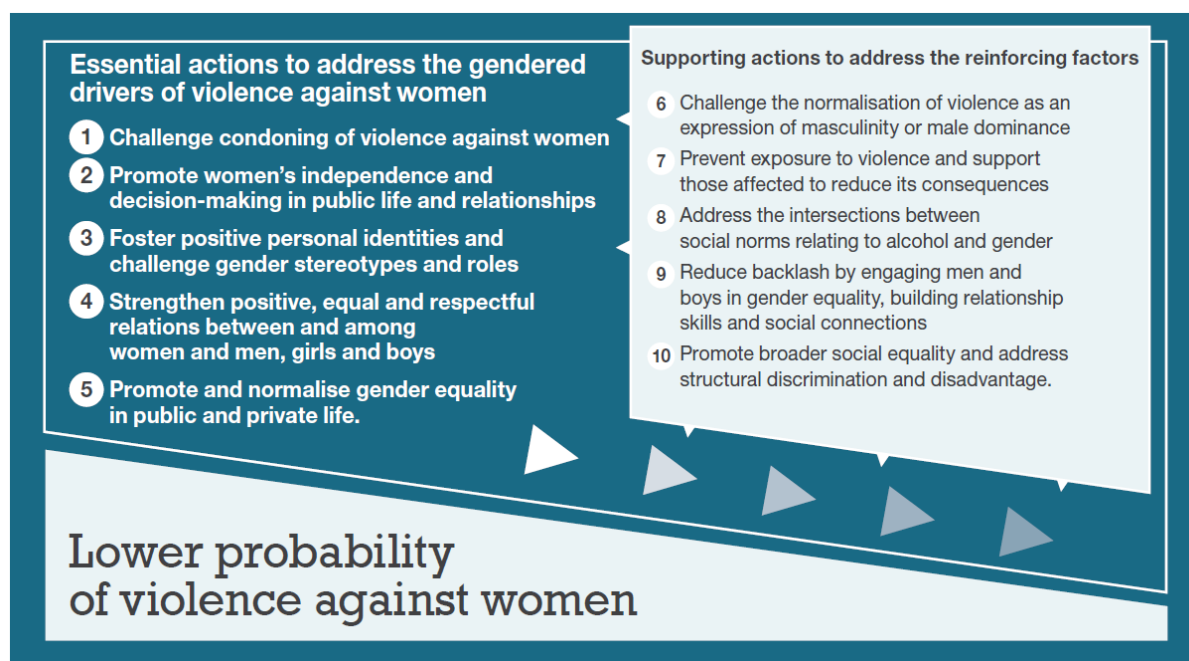 Essential actions to address the gendered
drivers of violence against women
1 Challenge condoning of violence against women
2 Promote women’s independence and
decision-making in public life and relationships
3 Foster positive personal identities and
challenge gender stereotypes and roles
4 Strengthen positive, equal and respectful
relations between and among
women and men, girls and boys
5 Promote and normalise gender equality
in public and private life.
Supporting actions to address the reinforcing factors
6 Challenge the normalisation of violence as an
expression of masculinity or male dominance
7 Prevent exposure to violence and support
those affected to reduce its consequences
8 Address the intersections between
social norms relating to alcohol and gender
9 Reduce backlash by engaging men and
boys in gender equality, building relationship
skills and social connections
10 Promote broader social equality and address
structural discrimination and disadvantage.
Lower probability
of violence against women